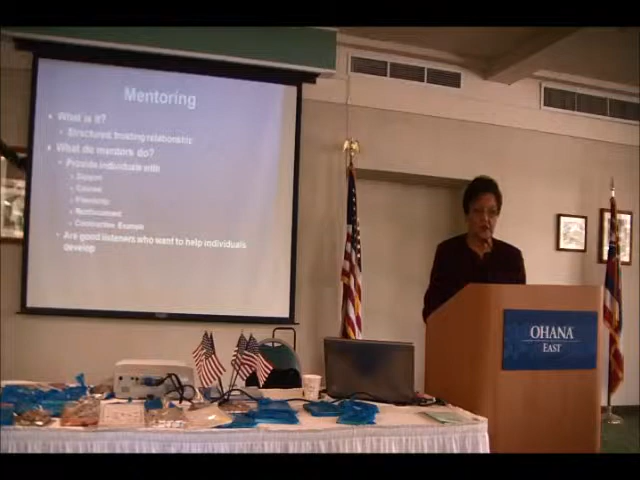 Mentoring
What is it?
Structured trusting relationship
What do mentors do?
Provide individuals with
Support
Counsel
Friendship
Reinforcement
Constructive Example
Are good listeners who want to help individuals
develop
OHANA
EAST